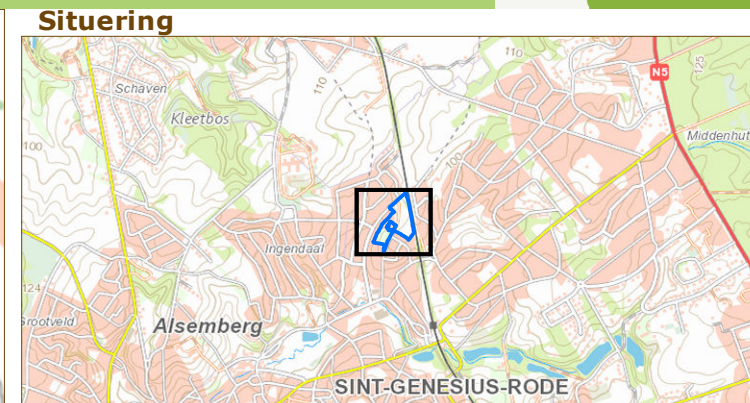 Situering
110
N5
125
Schaven
110
Kleetbos
Middenhut
100
100
Ingendaal
124
Grootveld
Alsemberg
SINT-GENESIUS-RODE